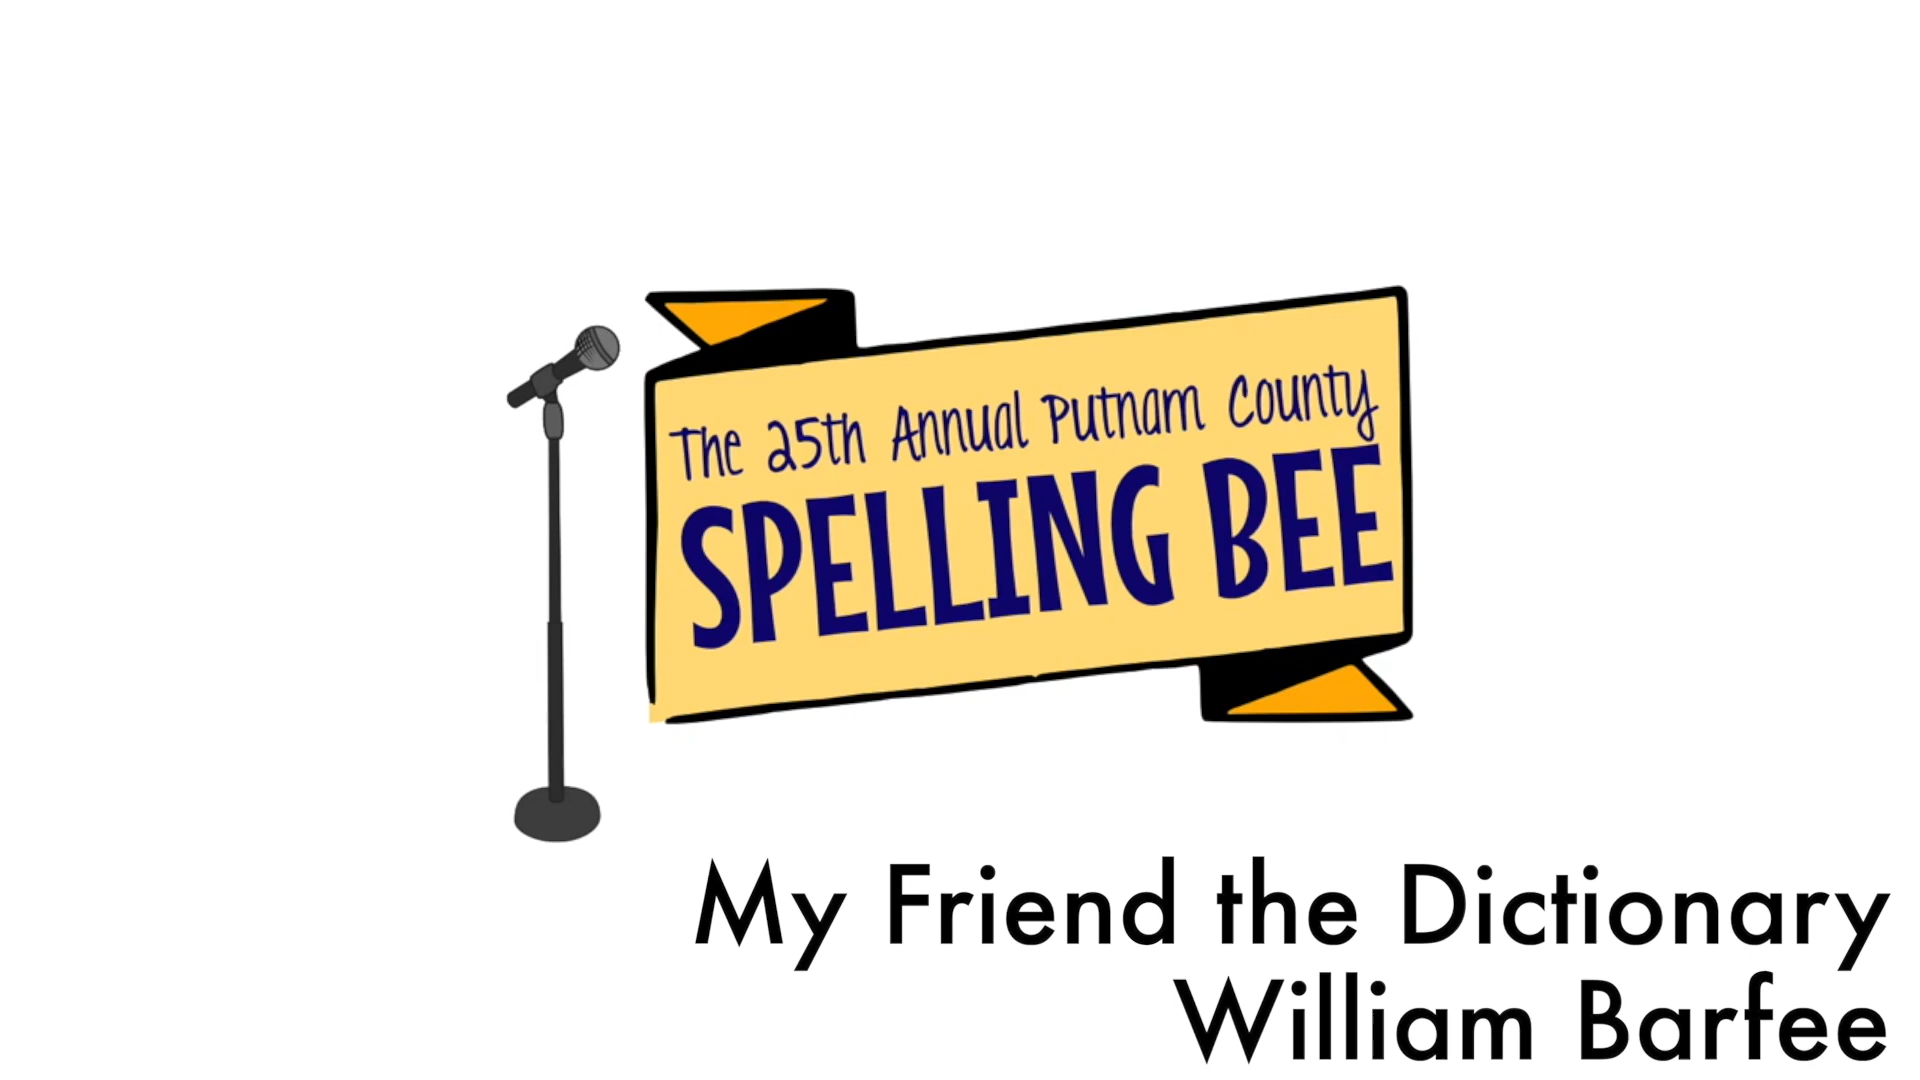 The 25th Annual Putnam County
SPELLING BEE
My Friend the Dictionary
William Barfee